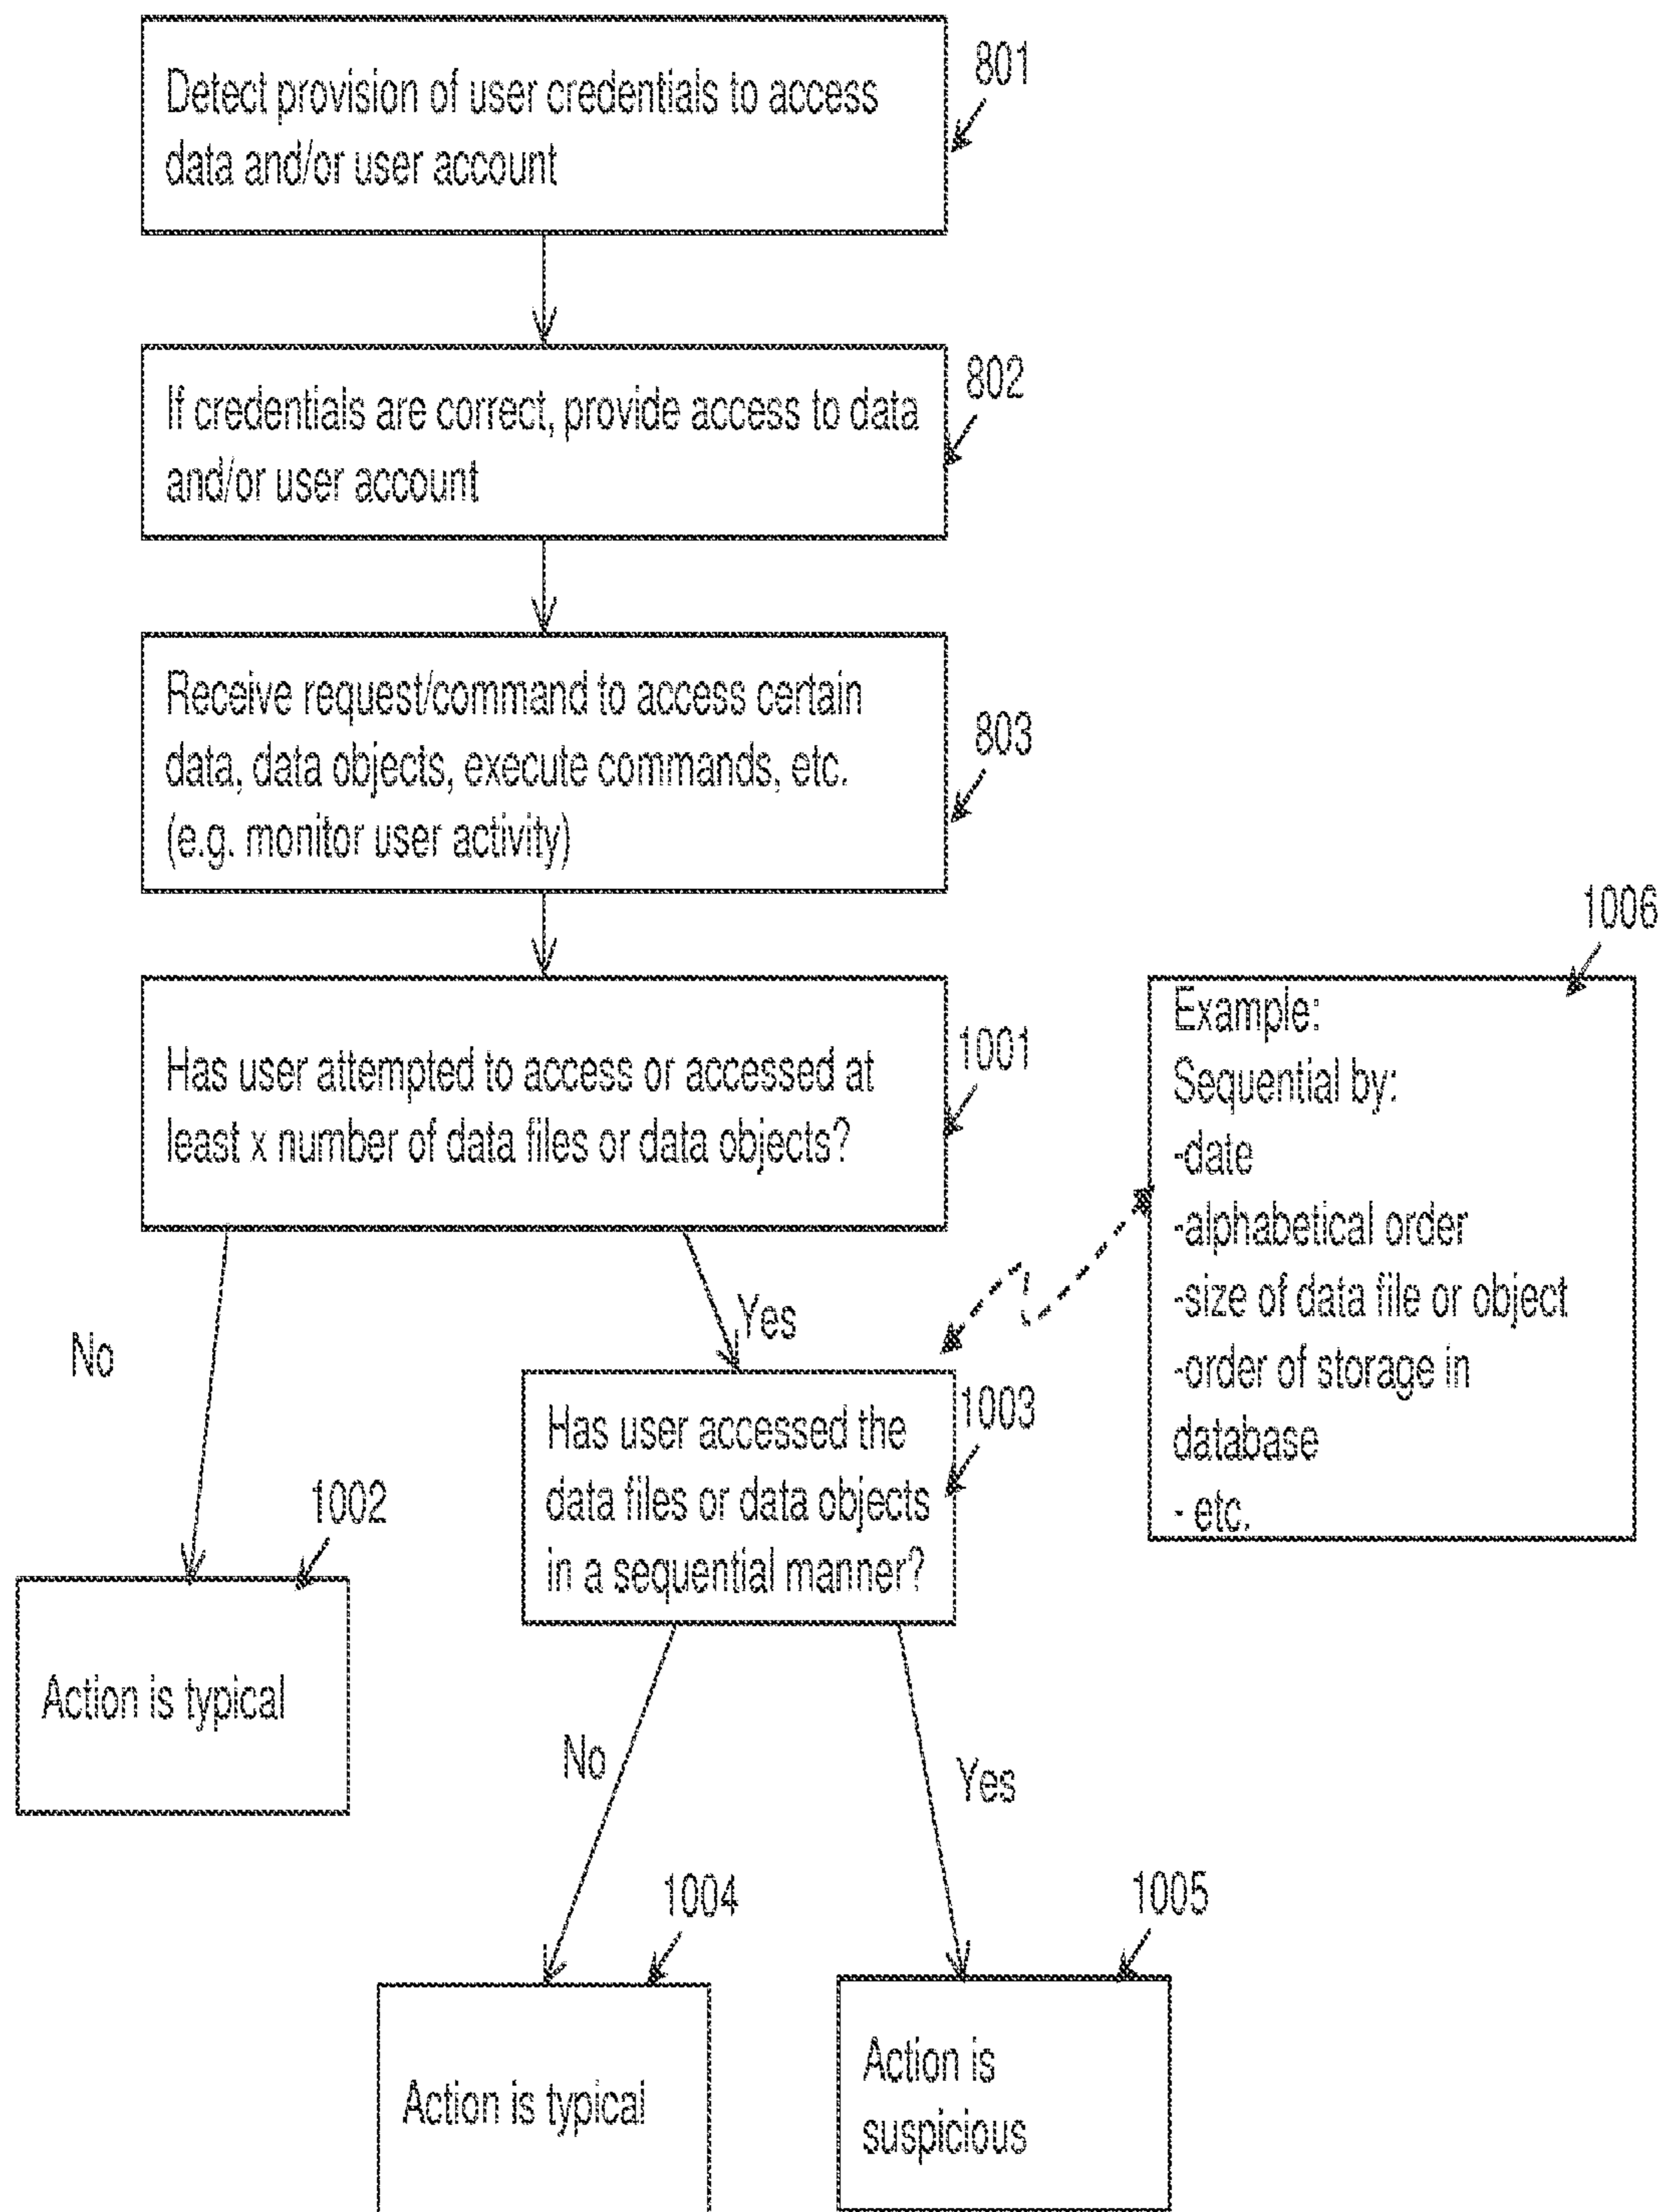 Detect provision of user credentials to access
data and/or user account
801
If credentials are correct, provide access to data
and/or user account
802
Receive request/command to access certain
data, data objects, execute commands, etc.
(e.g. monitor user activity)
803
Has user attempted to access or accessed at
least x number of data files or data objects?
1001
1006
Example:
Sequential by:
-date
-alphabetical order
-size of data file or object
-order of storage in
database
- etc.
No
Yes
Has user accessed the
data files or data objects
in a sequential manner?
1003
1002
Action is typical
No
Yes
1004
Action is typical
1005
Action is
suspicious